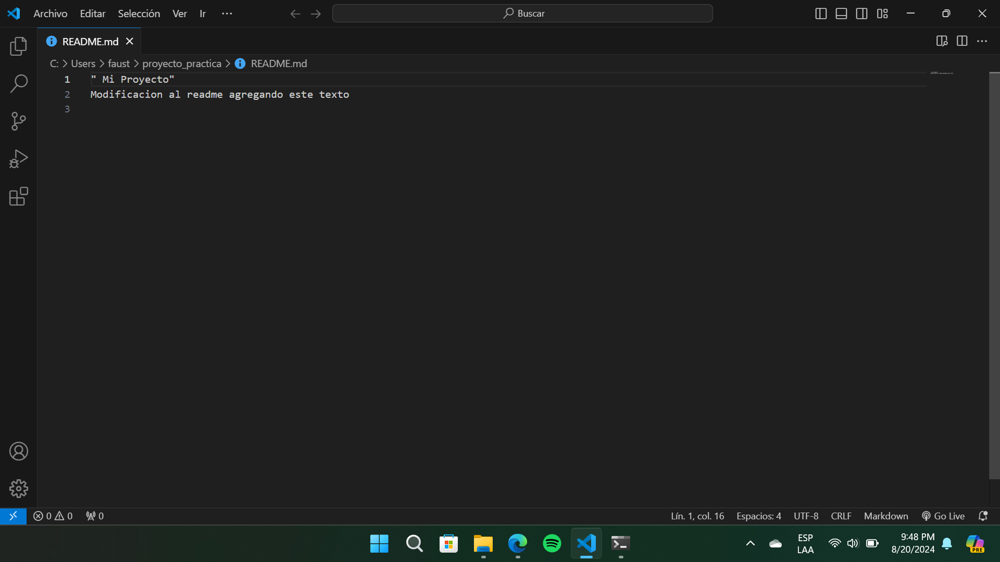 Archivo Editar Selección Ver Ir ··· Buscar
README.md
C: > Users > faust > proyecto_practica > README.md
1 " Mi Proyecto"
2 Modificacion al readme agregando este texto
3
0 0 0 Lín. 1, col. 16 Espacios: 4 UTF-8 CRLF Markdown Go Live
ESP 9:48 PM
LAA 8/20/2024
PRE